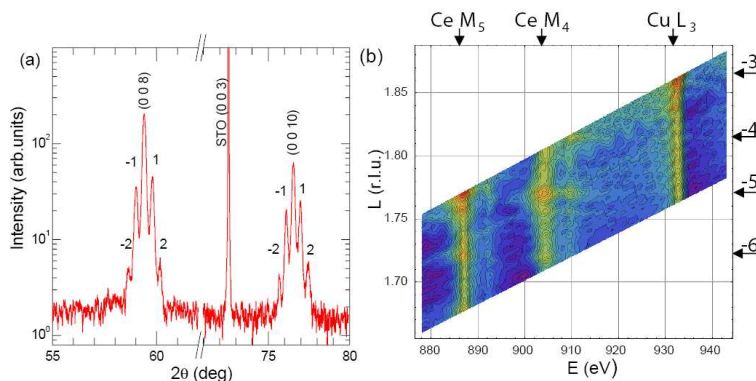 Ce M5 Ce M4 Cu L3
(a)
(b)
Intensity (arb.units)
10²
10¹
10⁰
-2
-1
(0 0 8)
1
2
STO (0 0 3)
-2
-1
(0 0 10)
1
2
55 60 75 80
2θ (deg)
L (r.l.u.)
1.85
1.80
1.75
1.70
-3
-4
-5
-6
880 890 900 910 920 930 940
E (eV)